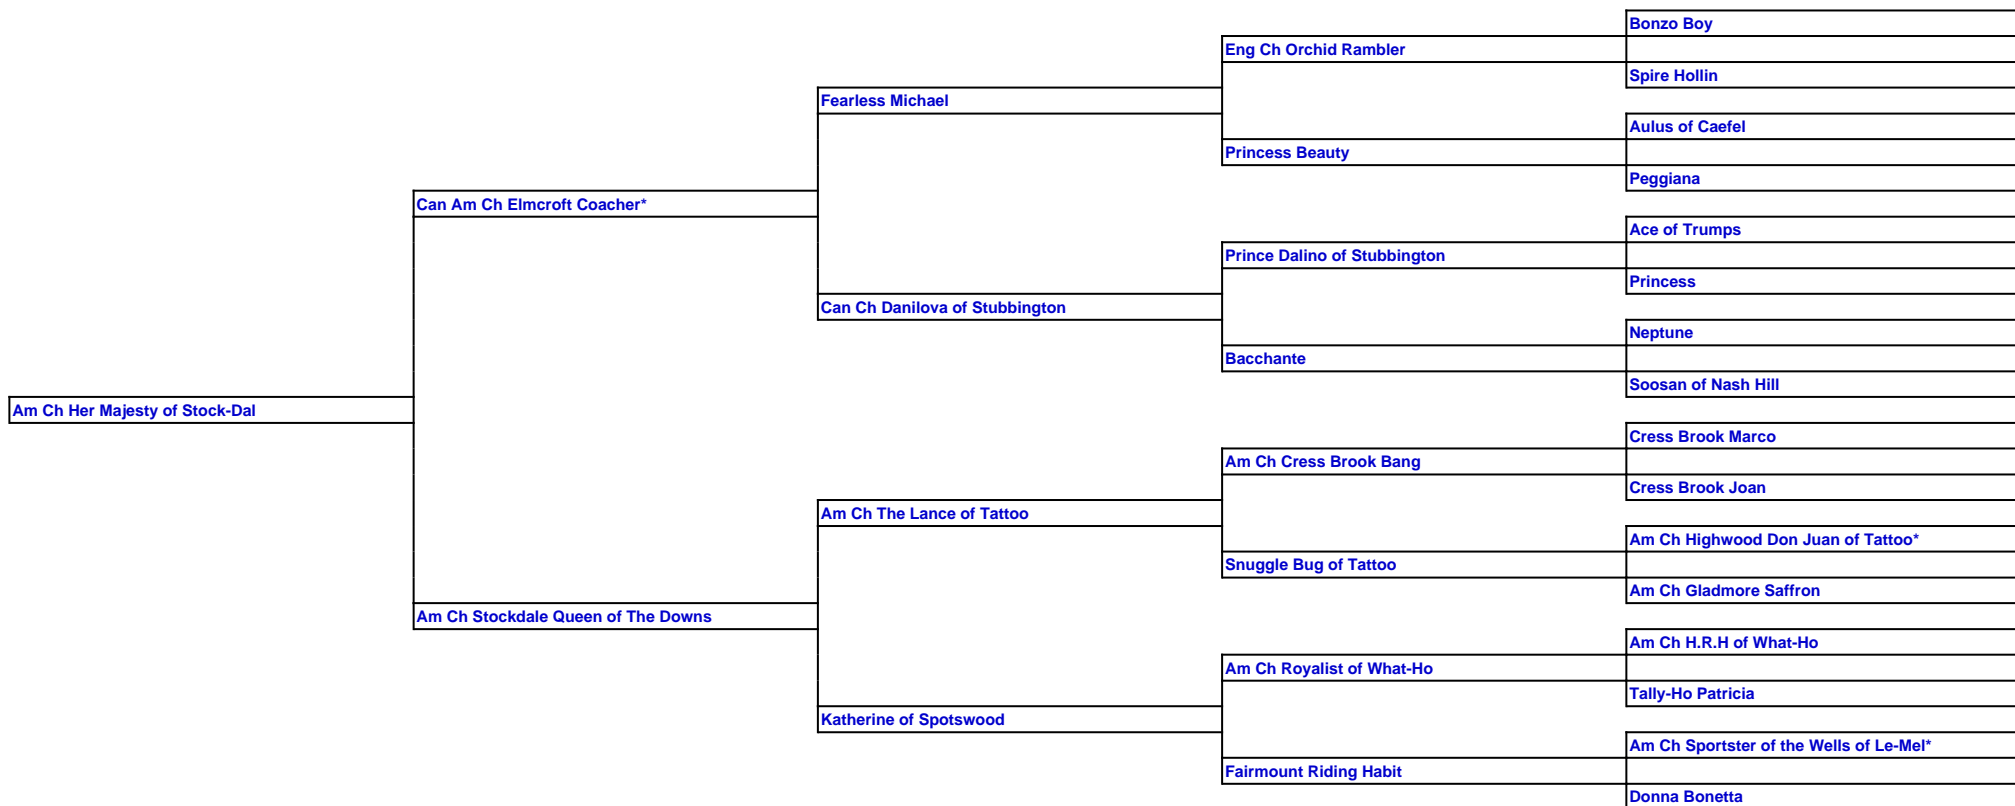 Bonzo Boy
Eng Ch Orchid Rambler
Spire Hollin
Fearless Michael
Aulus of Caefel
Princess Beauty
Peggiana
Can Am Ch Elmcroft Coacher*
Ace of Trumps
Prince Dalino of Stubbington
Princess
Can Ch Danilova of Stubbington
Neptune
Bacchante
Soosan of Nash Hill
Am Ch Her Majesty of Stock-Dal
Cress Brook Marco
Am Ch Cress Brook Bang
Cress Brook Joan
Am Ch The Lance of Tattoo
Am Ch Highwood Don Juan of Tattoo*
Snuggle Bug of Tattoo
Am Ch Gladmore Saffron
Am Ch Stockdale Queen of The Downs
Am Ch H.R.H of What-Ho
Am Ch Royalist of What-Ho
Tally-Ho Patricia
Katherine of Spotswood
Am Ch Sportster of the Wells of Le-Mel*
Fairmount Riding Habit
Donna Bonetta